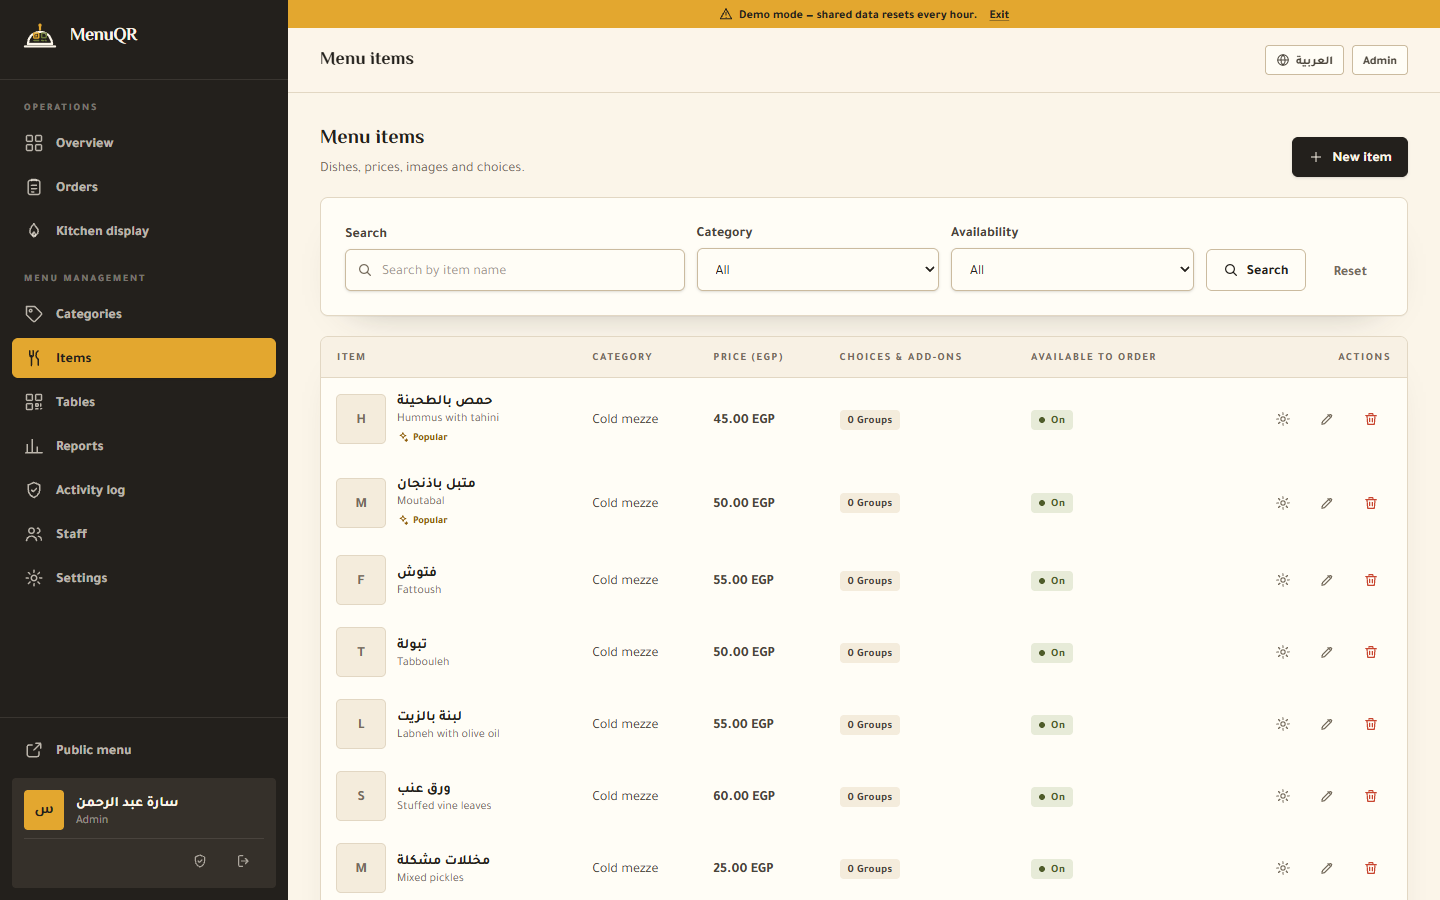 MenuQR
OPERATIONS
Overview
Orders
Kitchen display
MENU MANAGEMENT
Categories
Items
Tables
Reports
Activity log
Staff
Settings
Public menu
س
سارة عبد الرحمن
Admin
Demo mode – shared data resets every hour. Exit
Menu items
العربية
Admin
Menu items
Dishes, prices, images and choices.
New item
Search
Category
Availability
Search by item name
All
All
Search
Reset
ITEM CATEGORY PRICE (EGP) CHOICES & ADD-ONS AVAILABLE TO ORDER ACTIONS
H
حمص بالطحينة
Hummus with tahini
Popular
Cold mezze 45.00 EGP 0 Groups On
M
متبل باذنجان
Moutabal
Popular
Cold mezze 50.00 EGP 0 Groups On
F
فتوش
Fattoush
Cold mezze 55.00 EGP 0 Groups On
T
تبولة
Tabbouleh
Cold mezze 50.00 EGP 0 Groups On
L
لبنة بالزيت
Labneh with olive oil
Cold mezze 55.00 EGP 0 Groups On
S
ورق عنب
Stuffed vine leaves
Cold mezze 60.00 EGP 0 Groups On
M
مخللات مشكلة
Mixed pickles
Cold mezze 25.00 EGP 0 Groups On